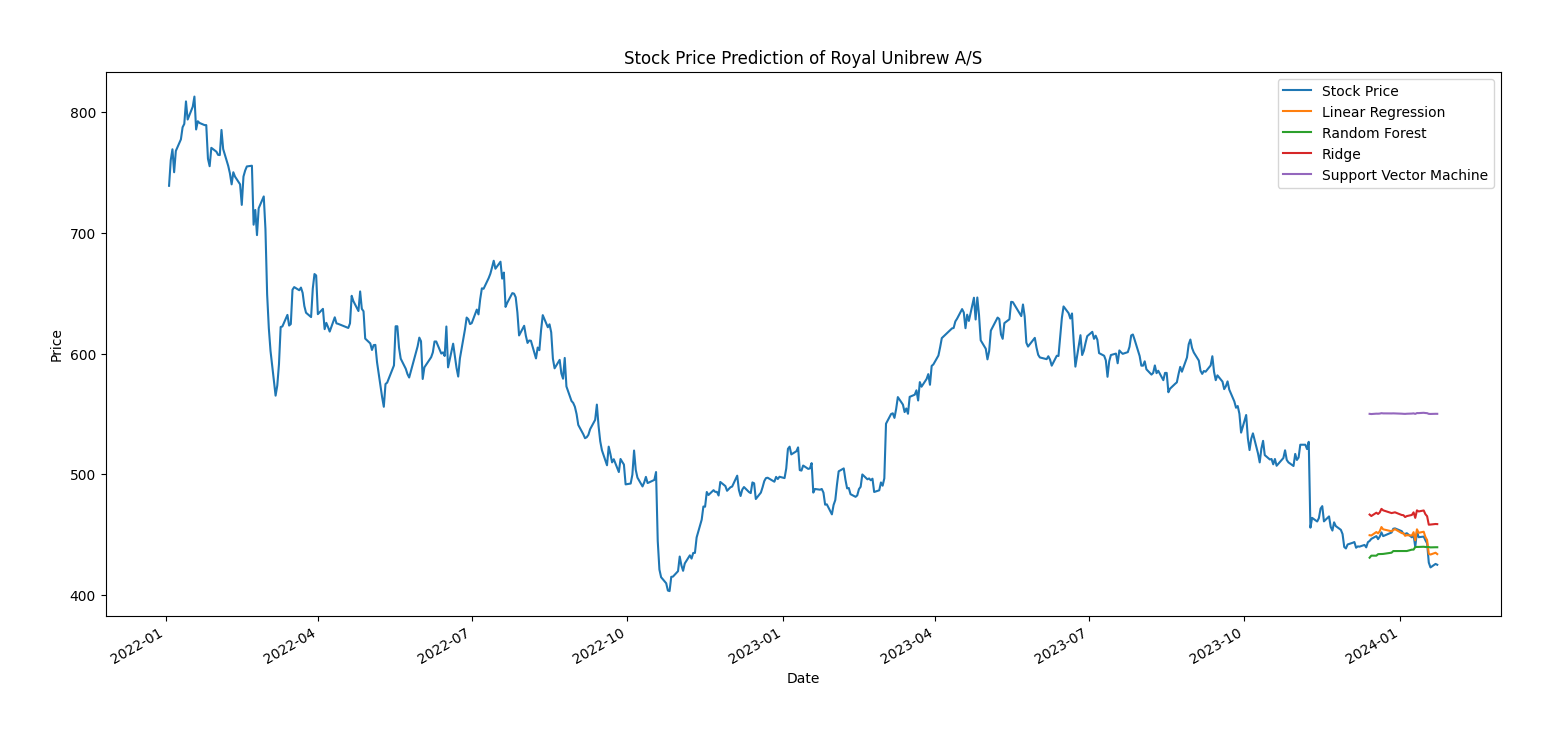 Stock Price Prediction of Royal Unibrew A/S
Stock Price
Linear Regression
Random Forest
Ridge
Support Vector Machine
800
700
600
500
400
Price
2022-01
2022-04
2022-07
2022-10
2023-01
2023-04
2023-07
2023-10
2024-01
Date